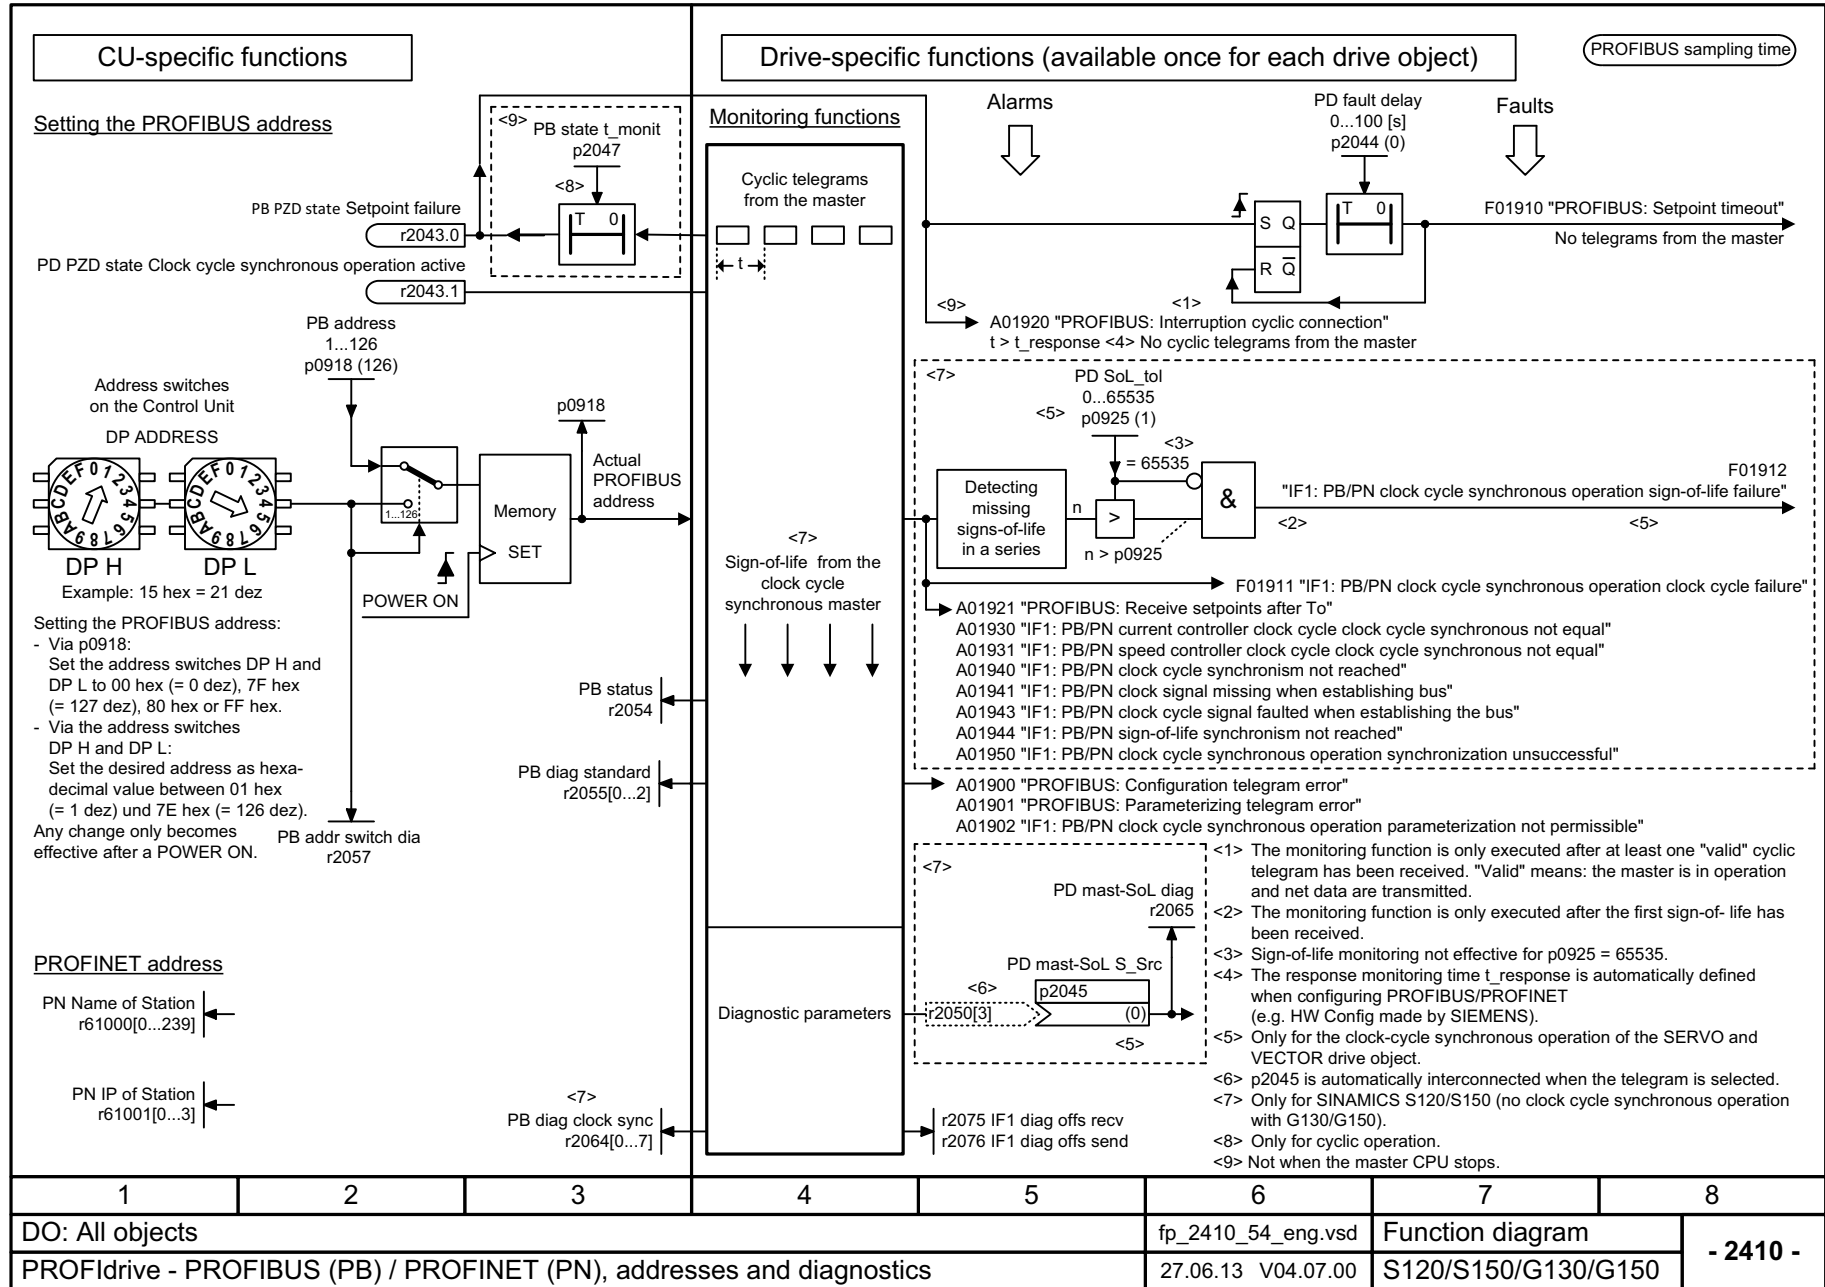 CU-specific functions
Drive-specific functions (available once for each drive object)
PROFIBUS sampling time
Setting the PROFIBUS address
<9>
PB state t_monit
p2047
<8>
T 0
PB PZD state Setpoint failure
r2043.0
PD PZD state Clock cycle synchronous operation active
r2043.1
PB address
1...126
p0918 (126)
Address switches
on the Control Unit
DP ADDRESS
0 1 2 3 4 5 6 7 8 9 A B C D E F
0 1 2 3 4 5 6 7 8 9 A B C D E F
DP H
DP L
Example: 15 hex = 21 dez
1...126
p0918
Actual
PROFIBUS
address
Memory
SET
POWER ON
Setting the PROFIBUS address:
- Via p0918:
Set the address switches DP H and
DP L to 00 hex (= 0 dez), 7F hex
(= 127 dez), 80 hex or FF hex.
- Via the address switches
DP H and DP L:
Set the desired address as hexa-
decimal value between 01 hex
(= 1 dez) und 7E hex (= 126 dez).
Any change only becomes
effective after a POWER ON.
PB addr switch dia
r2057
PB status
r2054
PB diag standard
r2055[0...2]
PROFINET address
PN Name of Station
r61000[0...239]
PN IP of Station
r61001[0...3]
<7>
PB diag clock sync
r2064[0...7]
Monitoring functions
Cyclic telegrams
from the master
t
<7>
Sign-of-life from the
clock cycle
synchronous master
Diagnostic parameters
Alarms
PD fault delay
0...100 [s]
p2044 (0)
Faults
S Q
R Q
T 0
F01910 "PROFIBUS: Setpoint timeout"
No telegrams from the master
<1>
<9>
A01920 "PROFIBUS: Interruption cyclic connection"
t > t_response <4> No cyclic telegrams from the master
<7>
PD SoL_tol
0...65535
<5>
p0925 (1)
<3>
= 65535
Detecting
missing
signs-of-life
in a series
n
>
&
n > p0925
F01912
"IF1: PB/PN clock cycle synchronous operation sign-of-life failure"
<2>
<5>
F01911 "IF1: PB/PN clock cycle synchronous operation clock cycle failure"
A01921 "PROFIBUS: Receive setpoints after To"
A01930 "IF1: PB/PN current controller clock cycle clock cycle synchronous not equal"
A01931 "IF1: PB/PN speed controller clock cycle clock cycle synchronous not equal"
A01940 "IF1: PB/PN clock cycle synchronism not reached"
A01941 "IF1: PB/PN clock signal missing when establishing bus"
A01943 "IF1: PB/PN clock cycle signal faulted when establishing the bus"
A01944 "IF1: PB/PN sign-of-life synchronism not reached"
A01950 "IF1: PB/PN clock cycle synchronous operation synchronization unsuccessful"
A01900 "PROFIBUS: Configuration telegram error"
A01901 "PROFIBUS: Parameterizing telegram error"
A01902 "IF1: PB/PN clock cycle synchronous operation parameterization not permissible"
<7>
PD mast-SoL diag
r2065
PD mast-SoL S_Src
<6>
p2045
r2050[3]
(0)
<5>
r2075 IF1 diag offs recv
r2076 IF1 diag offs send
<1> The monitoring function is only executed after at least one "valid" cyclic
telegram has been received. "Valid" means: the master is in operation
and net data are transmitted.
<2> The monitoring function is only executed after the first sign-of- life has
been received.
<3> Sign-of-life monitoring not effective for p0925 = 65535.
<4> The response monitoring time t_response is automatically defined
when configuring PROFIBUS/PROFINET
(e.g. HW Config made by SIEMENS).
<5> Only for the clock-cycle synchronous operation of the SERVO and
VECTOR drive object.
<6> p2045 is automatically interconnected when the telegram is selected.
<7> Only for SINAMICS S120/S150 (no clock cycle synchronous operation
with G130/G150).
<8> Only for cyclic operation.
<9> Not when the master CPU stops.
1 2 3 4 5 6 7 8
DO: All objects
fp_2410_54_eng.vsd
Function diagram
- 2410 -
PROFIdrive - PROFIBUS (PB) / PROFINET (PN), addresses and diagnostics
27.06.13 V04.07.00
S120/S150/G130/G150